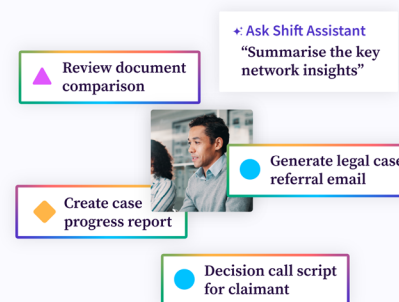 Ask Shift Assistant
“Summarise the key
network insights”
Review document
comparison
Generate legal case
referral email
Create case
progress report
Decision call script
for claimant